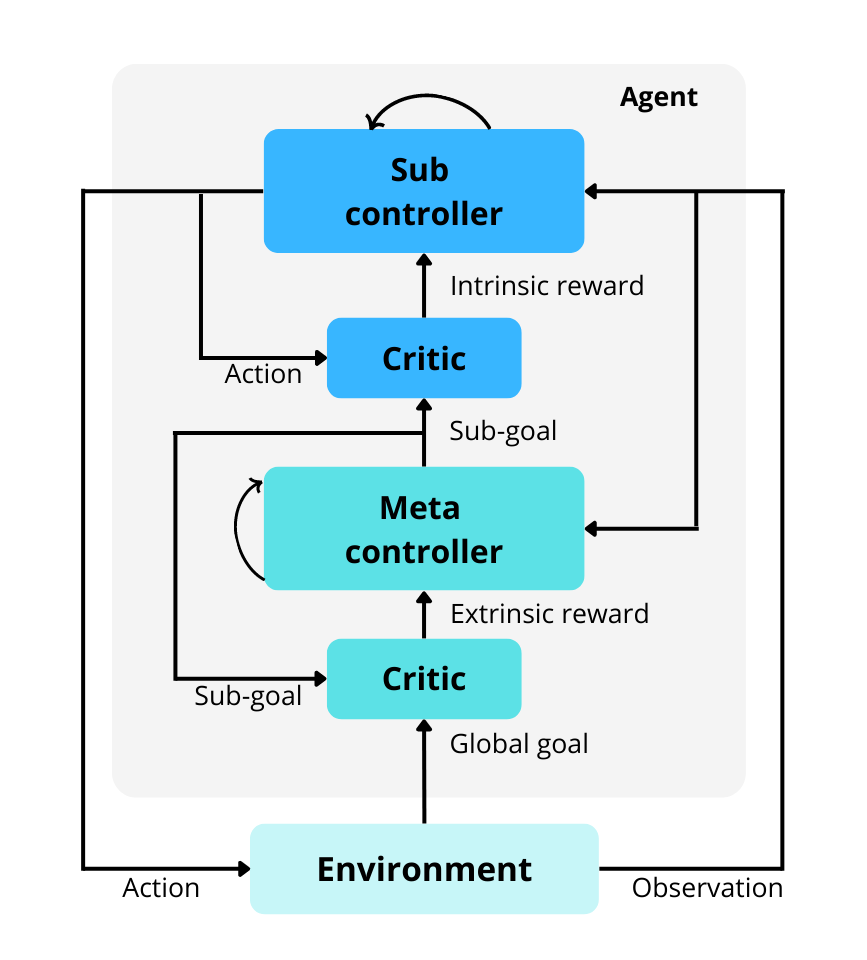 Agent
Sub
controller
Intrinsic reward
Critic
Action
Sub-goal
Meta
controller
Extrinsic reward
Critic
Sub-goal
Global goal
Environment
Action
Observation